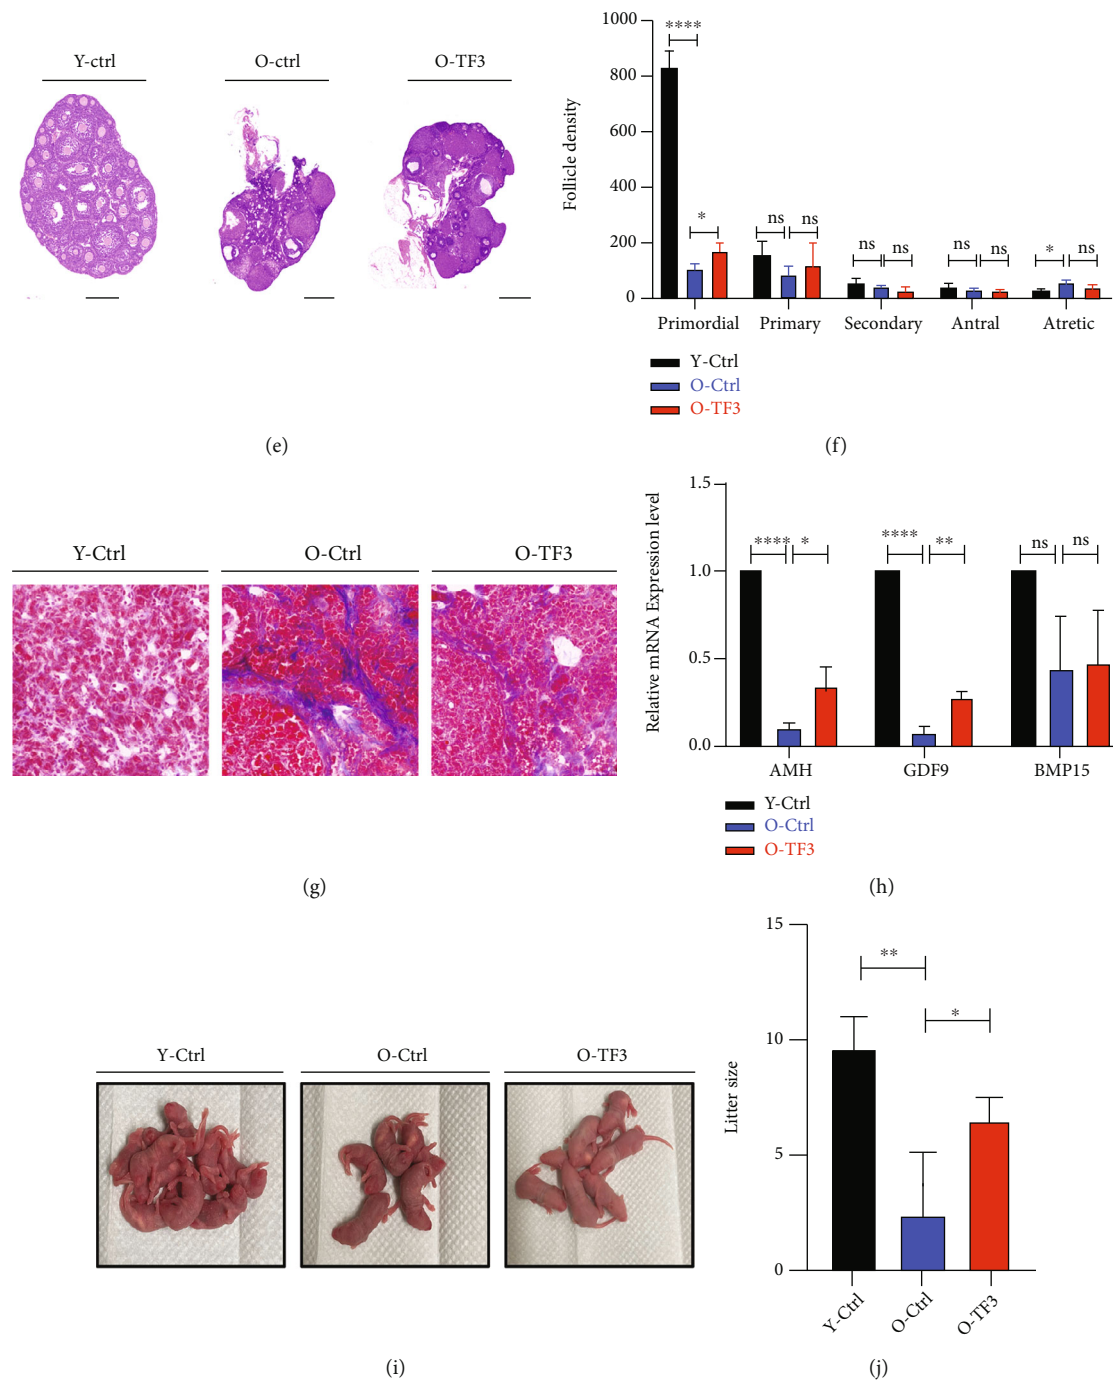 Y-ctrl
O-ctrl
O-TF3
(e)
Follicle density
1000
800
600
400
200
0
****
*
ns
ns
ns
ns
ns
ns
*
ns
Primordial
Primary
Secondary
Antral
Atretic
Y-Ctrl
O-Ctrl
O-TF3
(f)
Y-Ctrl
O-Ctrl
O-TF3
(g)
Relative mRNA Expression level
1.5
1.0
0.5
0.0
****
*
****
**
ns
ns
AMH
GDF9
BMP15
Y-Ctrl
O-Ctrl
O-TF3
(h)
Y-Ctrl
O-Ctrl
O-TF3
(i)
Litter size
15
10
5
0
**
*
Y-Ctrl
O-Ctrl
O-TF3
(j)